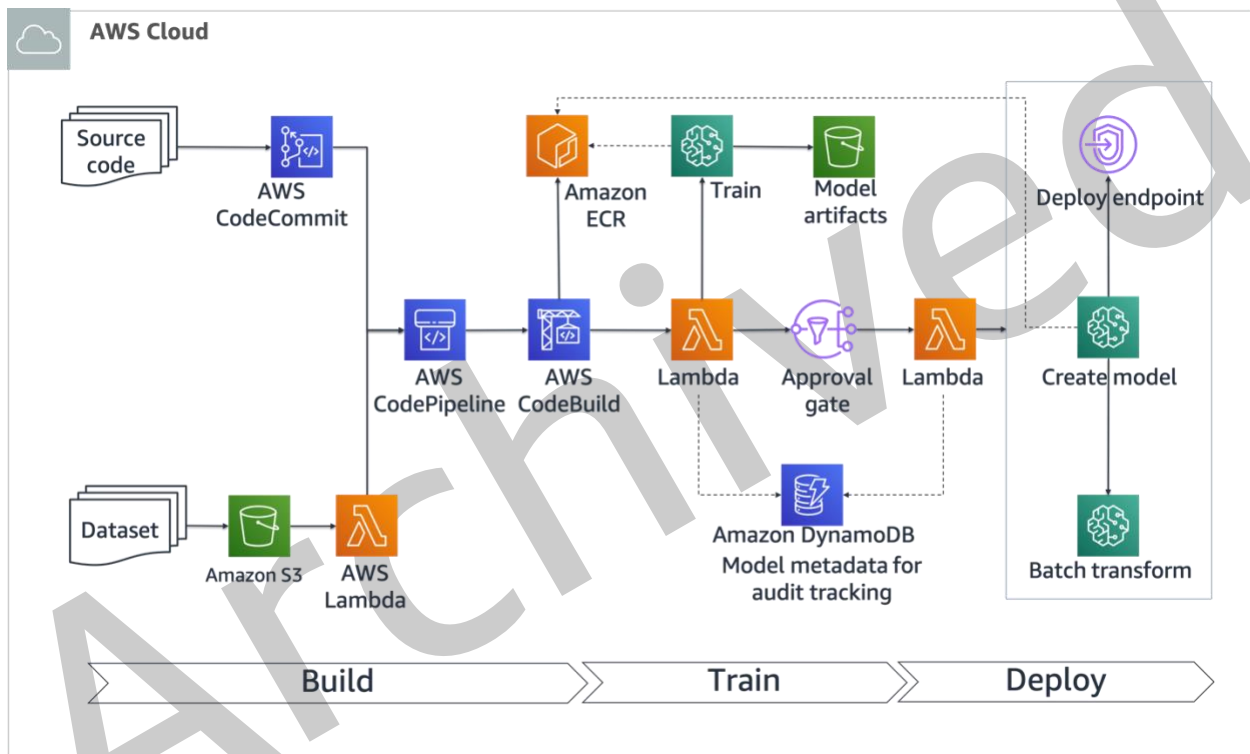 AWS Cloud
Source
code
AWS
CodeCommit
Amazon
ECR
Train
Model
artifacts
Deploy endpoint
AWS
CodePipeline
AWS
CodeBuild
Lambda
Approval
gate
Lambda
Create model
Dataset
Amazon S3
AWS
Lambda
Amazon DynamoDB
Model metadata for
audit tracking
Batch transform
Build
Train
Deploy
Archived